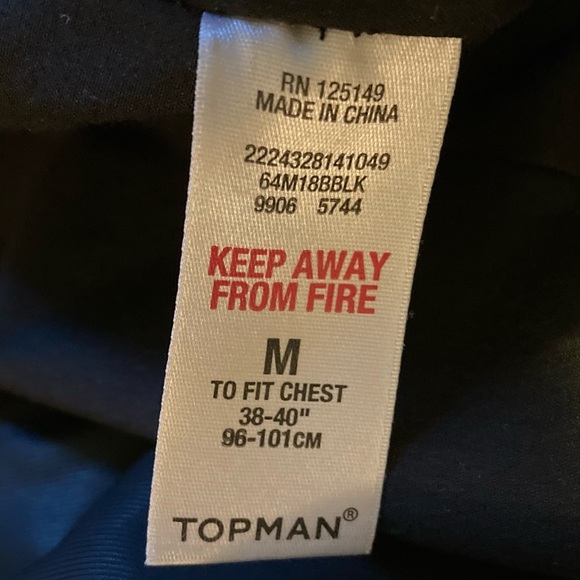 RN 125149
MADE IN CHINA
2224328141049
64M18BBLK
9906 5744
KEEP AWAY
FROM FIRE
M
TO FIT CHEST
38-40"
96-101CM
TOPMAN®